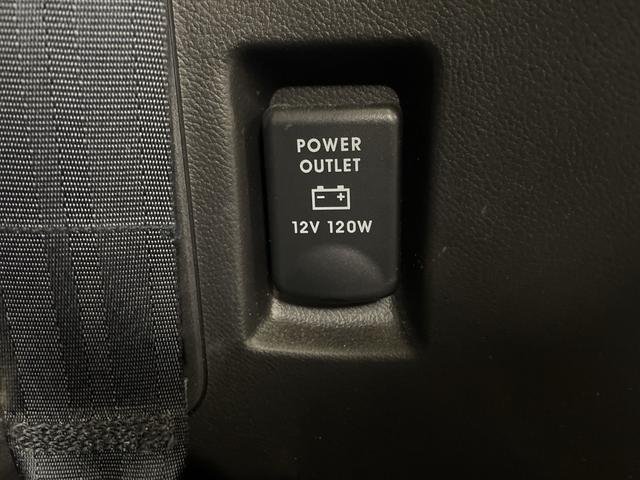 POWER
OUTLET
- +
12V 120W